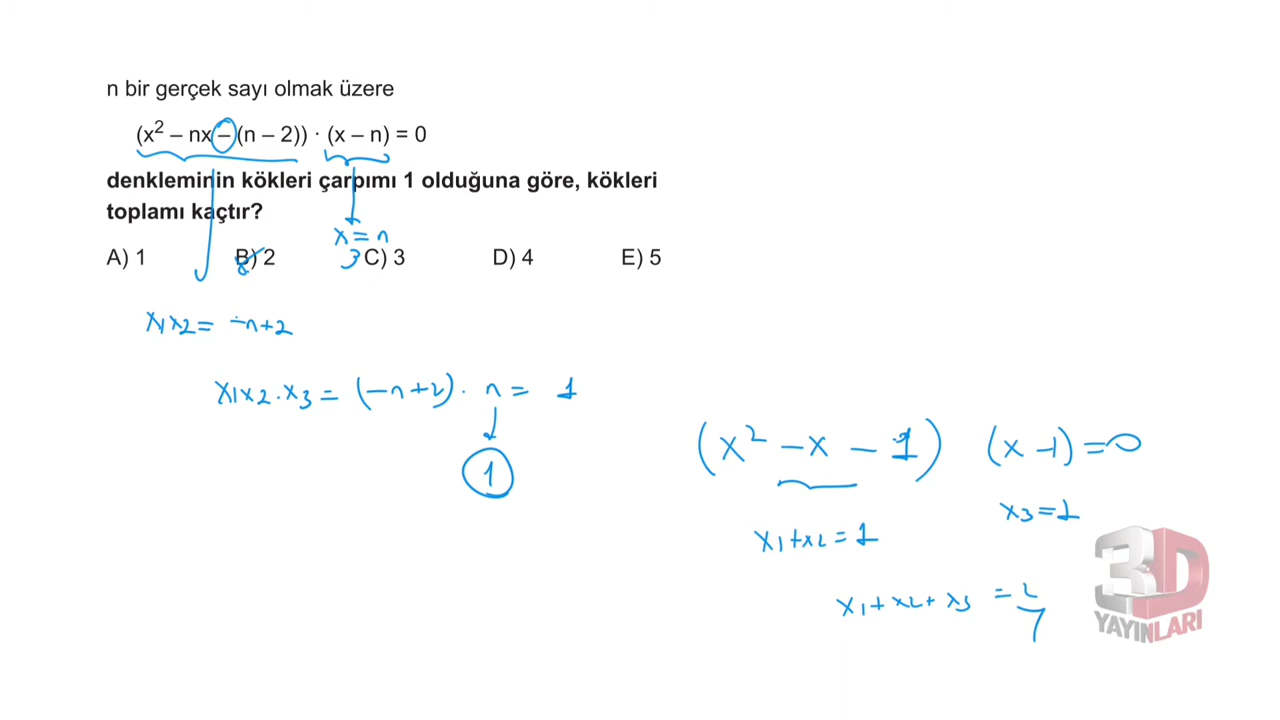 n bir gerçek sayı olmak üzere
(x² – nx – (n – 2)) · (x – n) = 0
denkleminin kökleri çarpımı 1 olduğuna göre, kökleri
toplamı kaçtır?
x = n
A) 1 B) 2 C) 3 D) 4 E) 5
x₁x₂ = -n+2
x₁x₂.x₃ = (-n+2). n = 1
1
(x² - x - 1) (x-1) = 0
x₃ = 1
x₁+x₂ = 1
x₁+x₂+x₃ = 2
3D
YAYINLARI